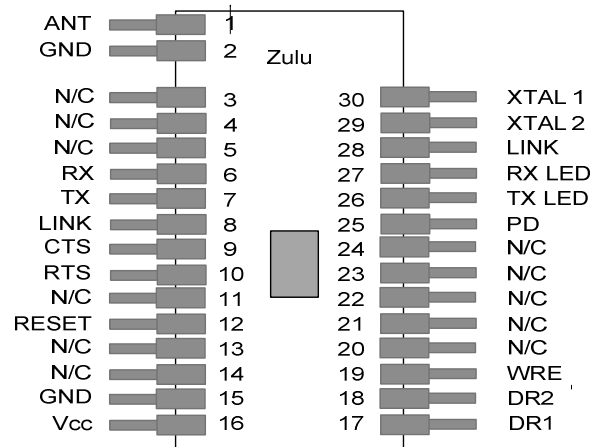 ANT 1
GND 2
Zulu
N/C 3 30 XTAL 1
N/C 4 29 XTAL 2
N/C 5 28 LINK
RX 6 27 RX LED
TX 7 26 TX LED
LINK 8 25 PD
CTS 9 24 N/C
RTS 10 23 N/C
N/C 11 22 N/C
RESET 12 21 N/C
N/C 13 20 N/C
N/C 14 19 WRE
GND 15 18 DR2
Vcc 16 17 DR1